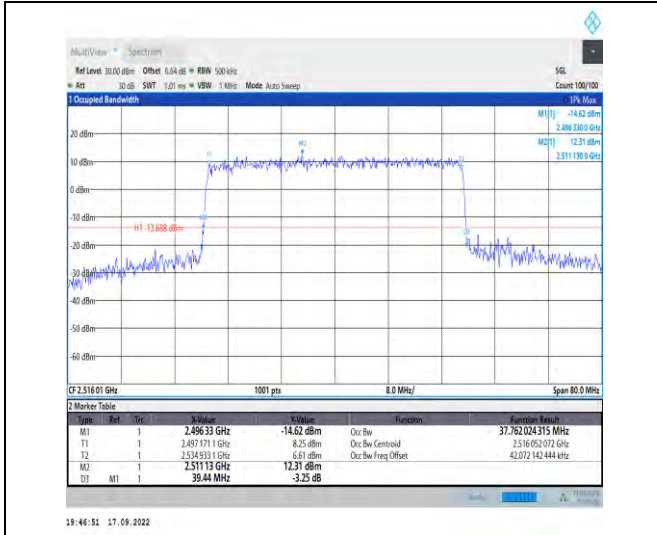 MultiView Spectrum
Ref Level 30.00 dBm Offset 6.64 dB RBW 500 kHz SGL
Att 30 dB SWT 1.01 ms VBW 1 MHz Mode Auto Sweep Count 100/100
1 Occupied Bandwidth 1Pk Max
M1[1] -14.62 dBm
2.496 330 0 GHz
20 dBm
M2[1] 12.31 dBm
2.511 130 0 GHz
M2
T1
10 dBm
0 dBm
-10 dBm
H1 -13.688 dBm
-20 dBm
-30 dBm
-40 dBm
-50 dBm
-60 dBm
CF 2.516 01 GHz 1001 pts 8.0 MHz/ Span 80.0 MHz
2 Marker Table
Type Ref Trc X-Value Y-Value Function Function Result
M1 1 2.496 33 GHz -14.62 dBm Occ Bw 37.762 024 315 MHz
T1 1 2.497 171 1 GHz 8.25 dBm Occ Bw Centroid 2.516 052 072 GHz
T2 1 2.534 933 1 GHz 6.61 dBm Occ Bw Freq Offset 42.072 142 444 kHz
M2 1 2.511 13 GHz 12.31 dBm
D3 M1 1 39.44 MHz -3.25 dB
19:46:51 17.09.2022